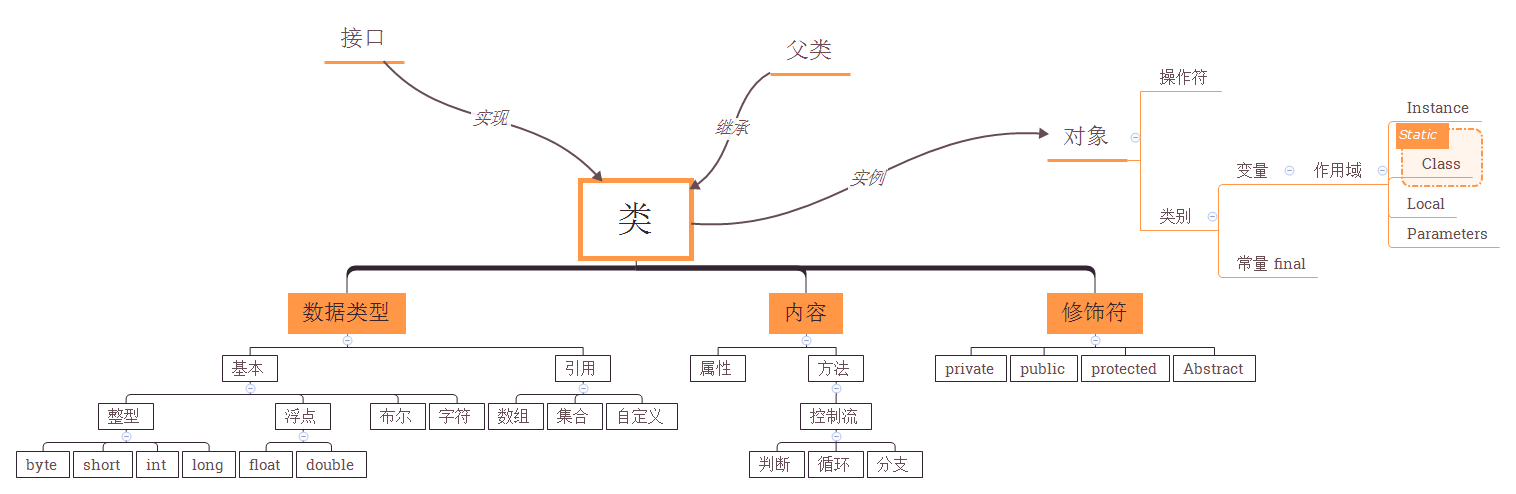 接口
父类
操作符
Instance
实现
继承
对象
Static
Class
变量
作用域
实例
类别
Local
Parameters
类
常量 final
数据类型
内容
修饰符
基本
引用
属性
方法
private
public
protected
Abstract
整型
浮点
布尔
字符
数组
集合
自定义
控制流
byte
short
int
long
float
double
判断
循环
分支